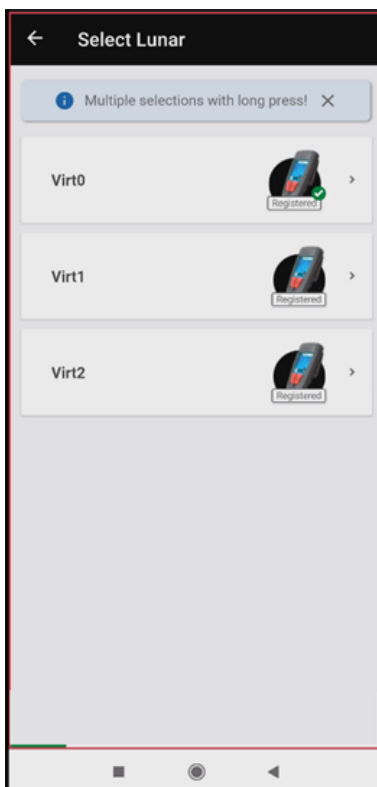 Select Lunar
Multiple selections with long press!
Virt0
Registered
Virt1
Registered
Virt2
Registered